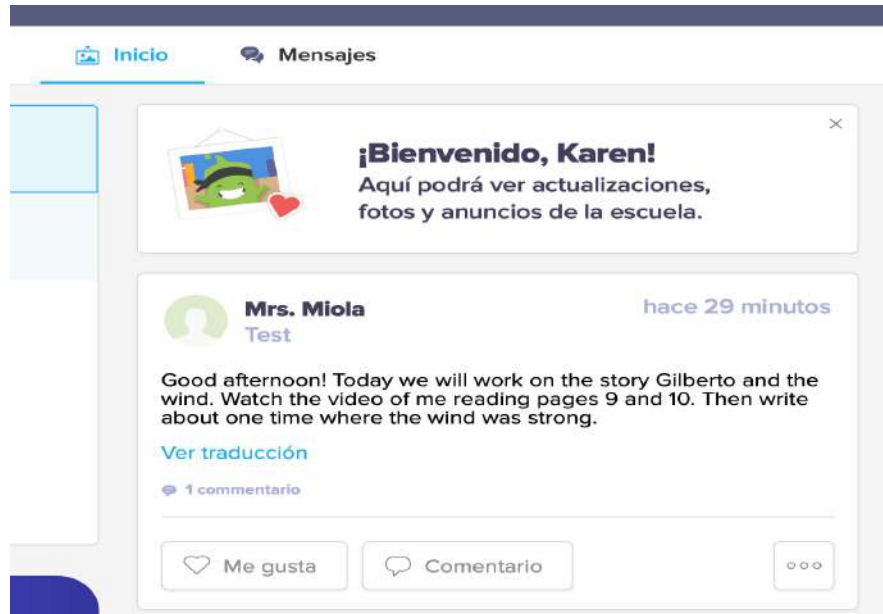 Inicio
Mensajes
¡Bienvenido, Karen!
Aquí podrá ver actualizaciones,
fotos y anuncios de la escuela.
Mrs. Miola
hace 29 minutos
Test
Good afternoon! Today we will work on the story Gilberto and the
wind. Watch the video of me reading pages 9 and 10. Then write
about one time where the wind was strong.
Ver traducción
1 commentario
Me gusta
Comentario